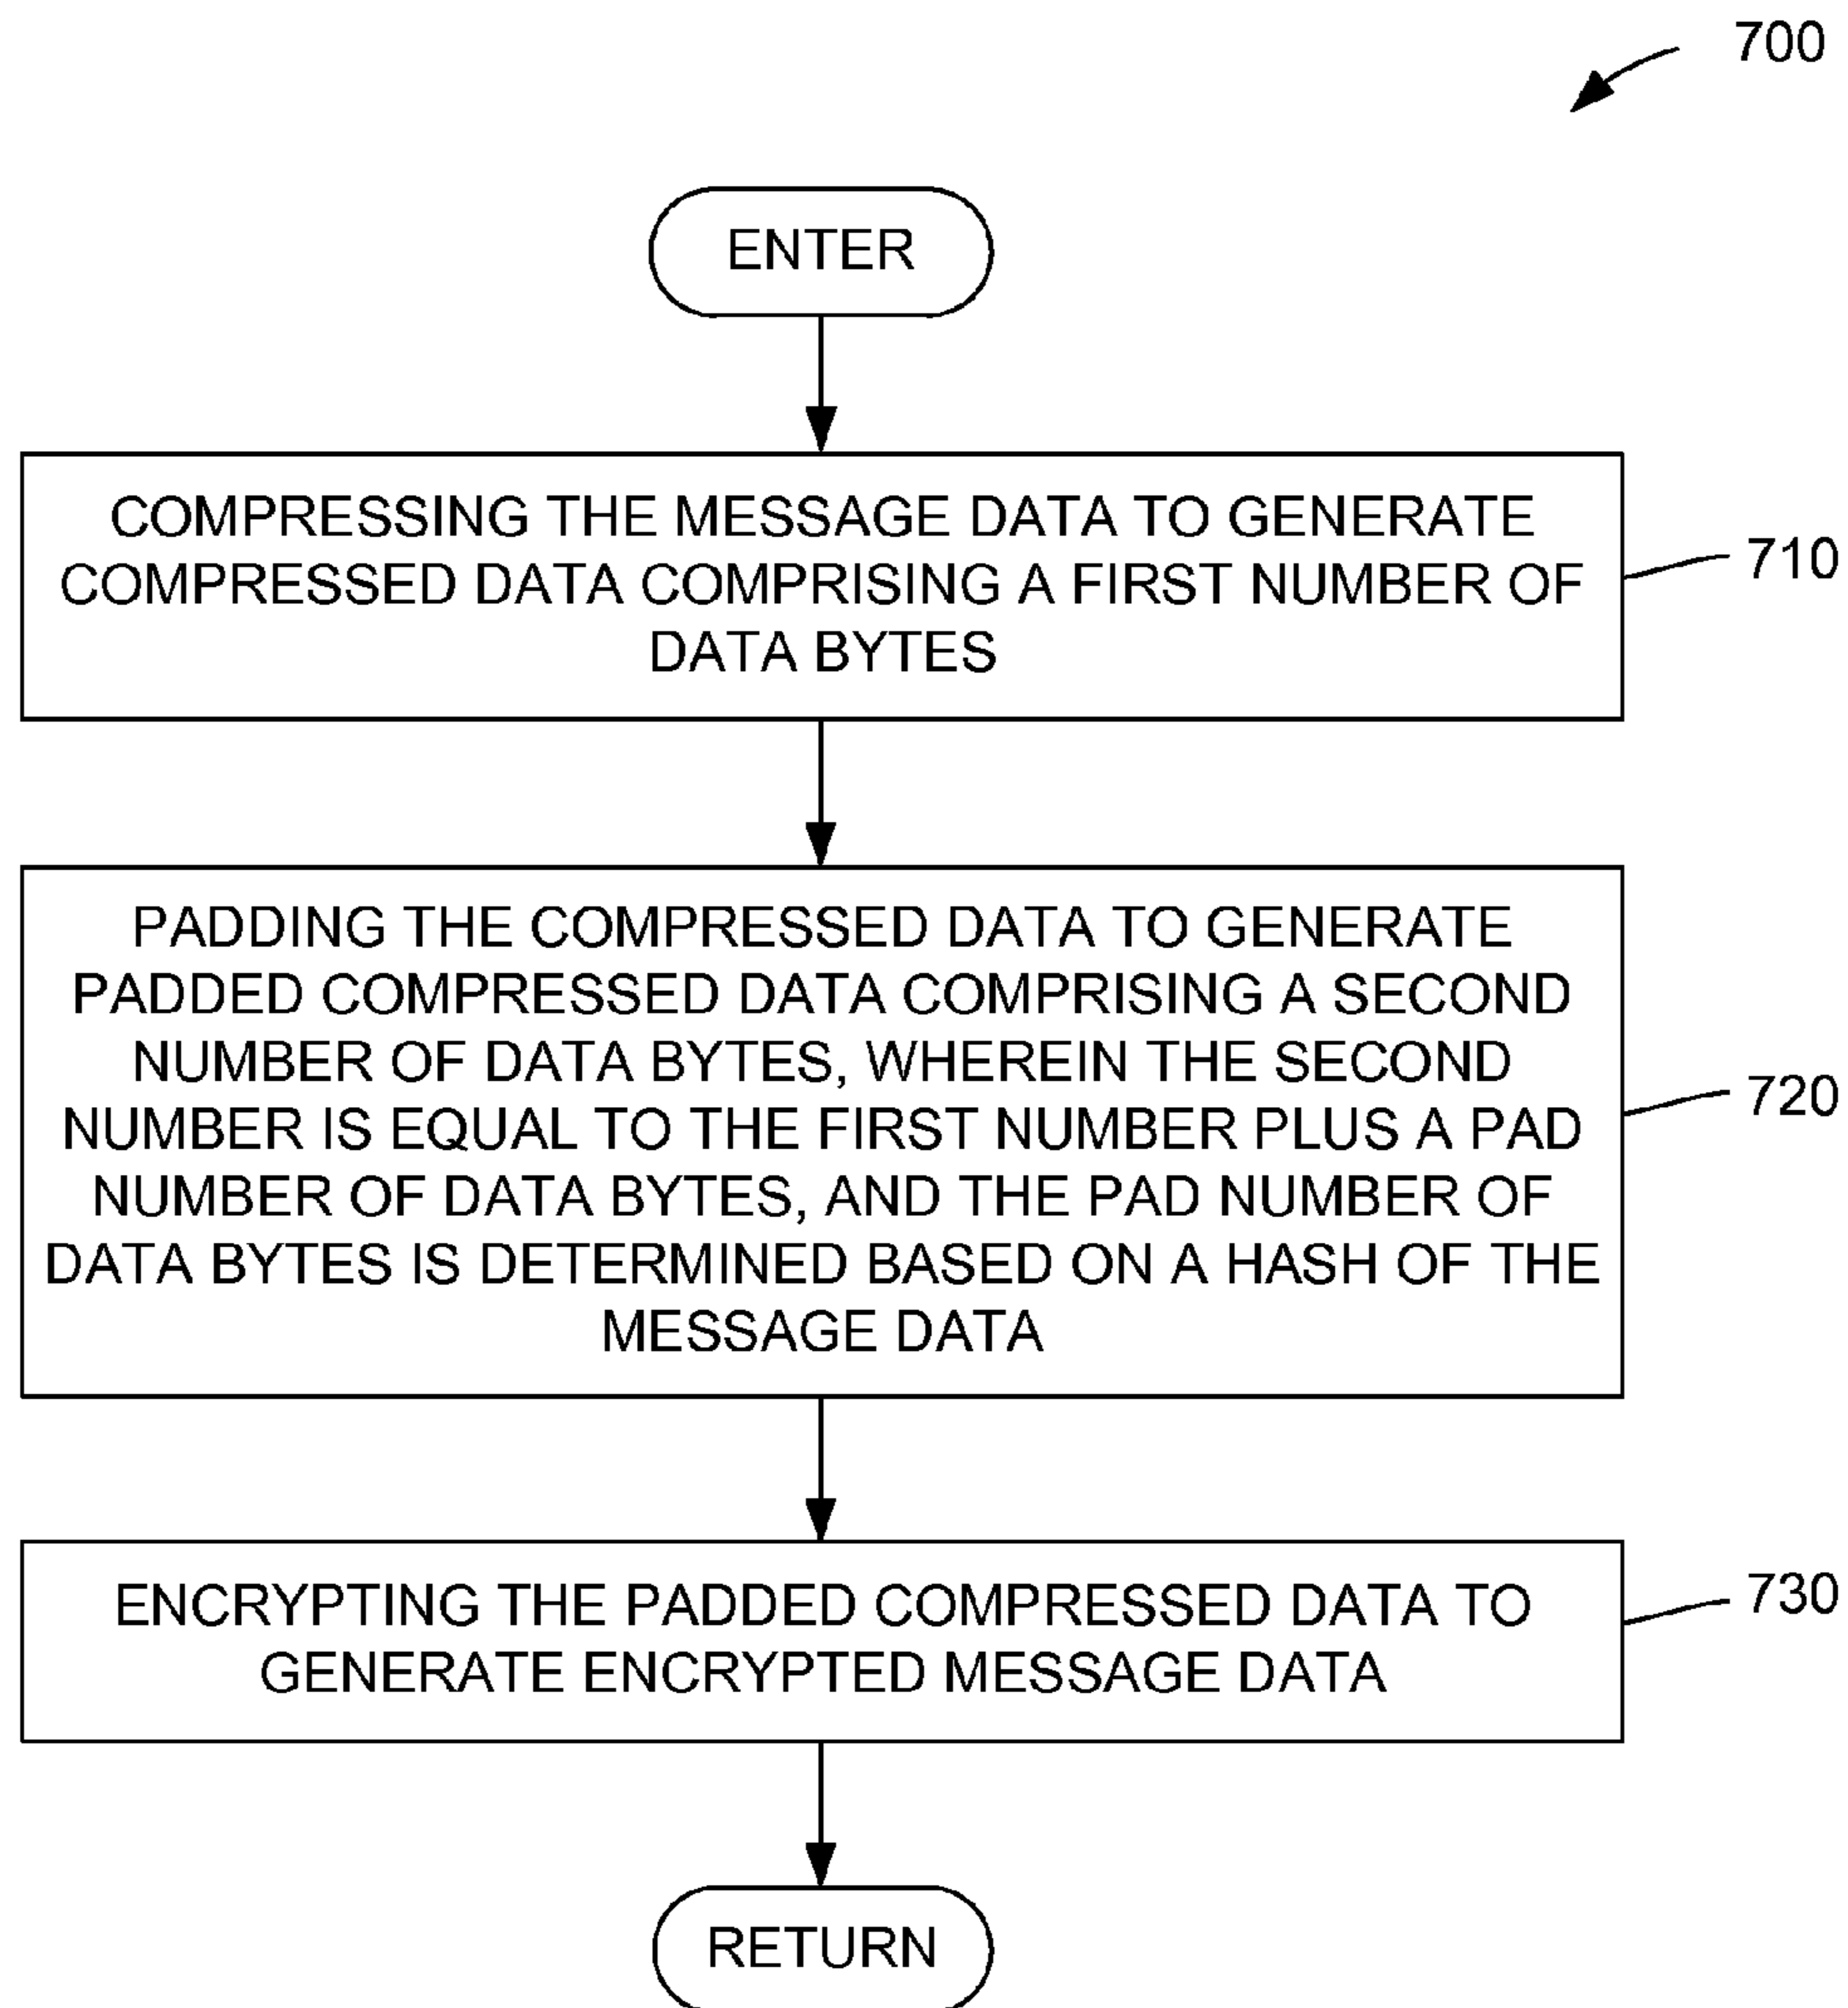 700
ENTER
COMPRESSING THE MESSAGE DATA TO GENERATE
COMPRESSED DATA COMPRISING A FIRST NUMBER OF
DATA BYTES
710
PADDING THE COMPRESSED DATA TO GENERATE
PADDED COMPRESSED DATA COMPRISING A SECOND
NUMBER OF DATA BYTES, WHEREIN THE SECOND
NUMBER IS EQUAL TO THE FIRST NUMBER PLUS A PAD
NUMBER OF DATA BYTES, AND THE PAD NUMBER OF
DATA BYTES IS DETERMINED BASED ON A HASH OF THE
MESSAGE DATA
720
ENCRYPTING THE PADDED COMPRESSED DATA TO
GENERATE ENCRYPTED MESSAGE DATA
730
RETURN